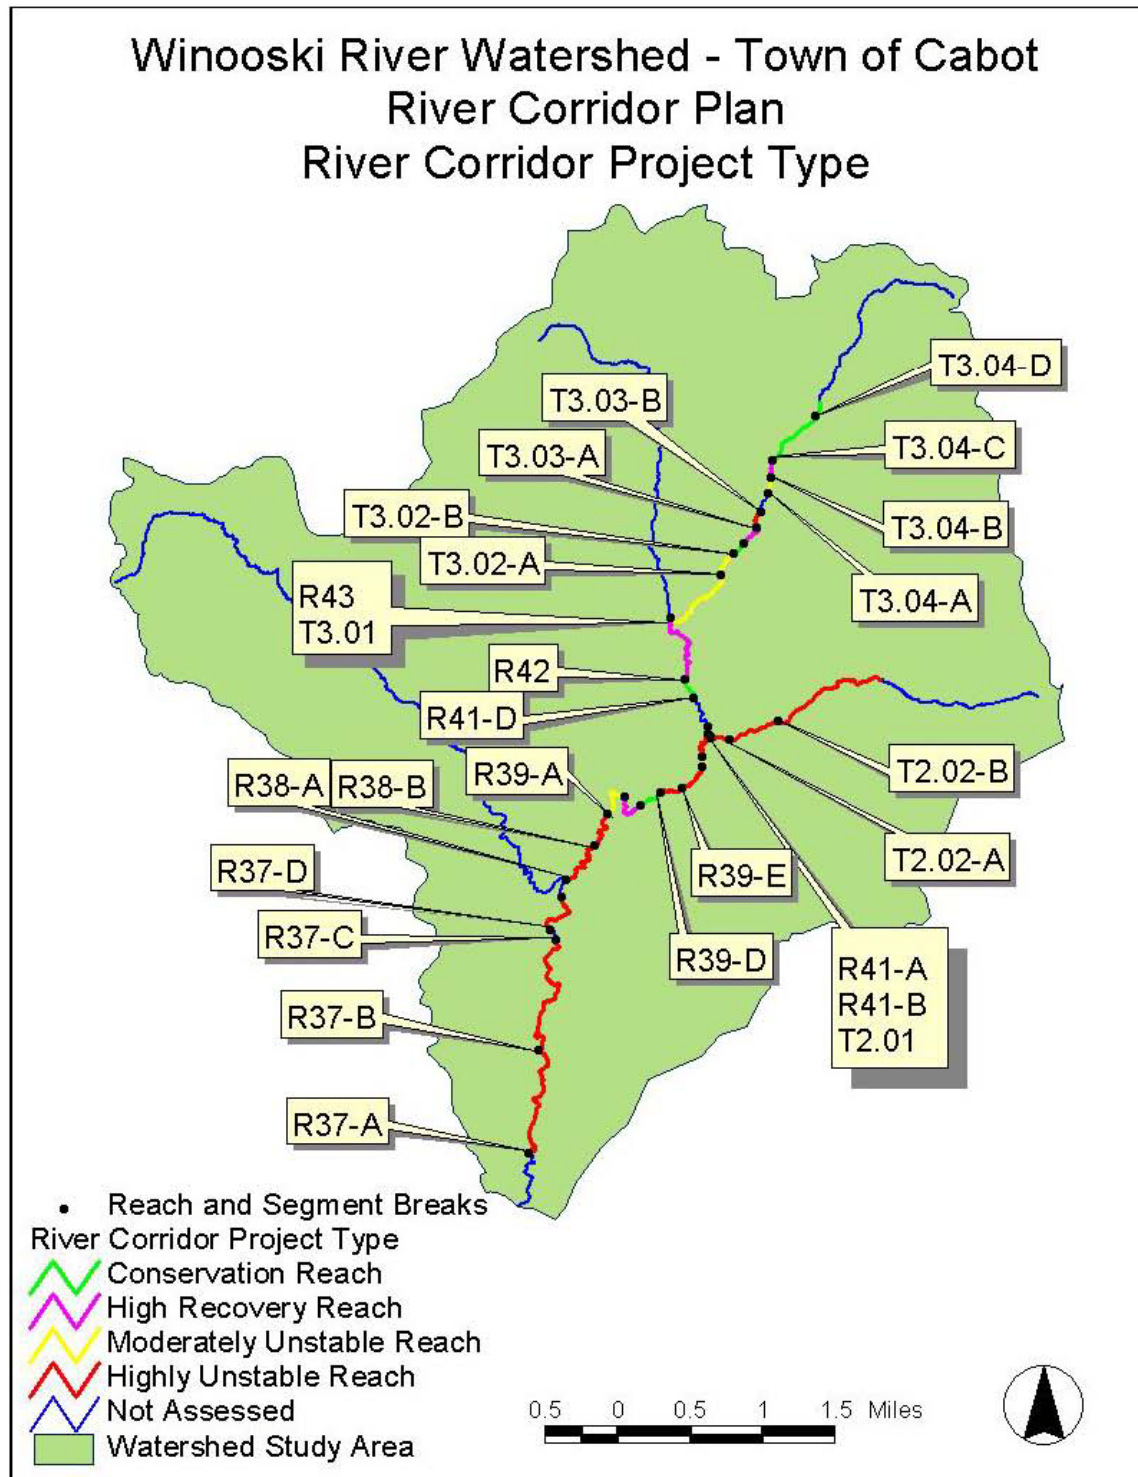 Winooski River Watershed - Town of Cabot
River Corridor Plan
River Corridor Project Type
T3.04-D
T3.03-B
T3.04-C
T3.03-A
T3.02-B
T3.04-B
T3.02-A
T3.04-A
R43
T3.01
R42
R41-D
R39-A
T2.02-B
R38-A
R38-B
T2.02-A
R37-D
R39-E
R37-C
R39-D
R41-A
R41-B
T2.01
R37-B
R37-A
Reach and Segment Breaks
River Corridor Project Type
Conservation Reach
High Recovery Reach
Moderately Unstable Reach
Highly Unstable Reach
Not Assessed
Watershed Study Area
0.5 0 0.5 1 1.5 Miles